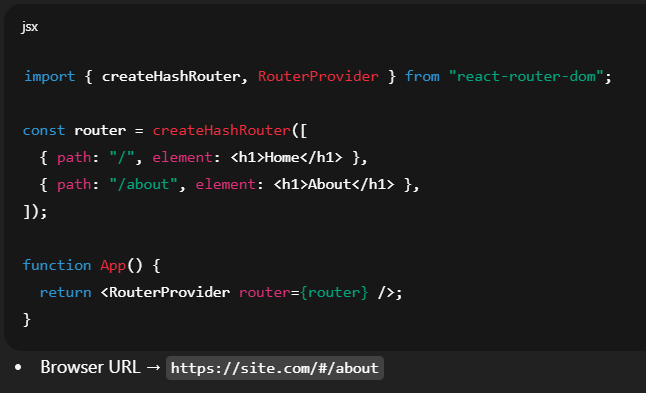 jsx
import { createHashRouter, RouterProvider } from "react-router-dom";
const router = createHashRouter([
  { path: "/", element: <h1>Home</h1> },
  { path: "/about", element: <h1>About</h1> },
]);
function App() {
  return <RouterProvider router={router} />;
}
• Browser URL → https://site.com/#/about